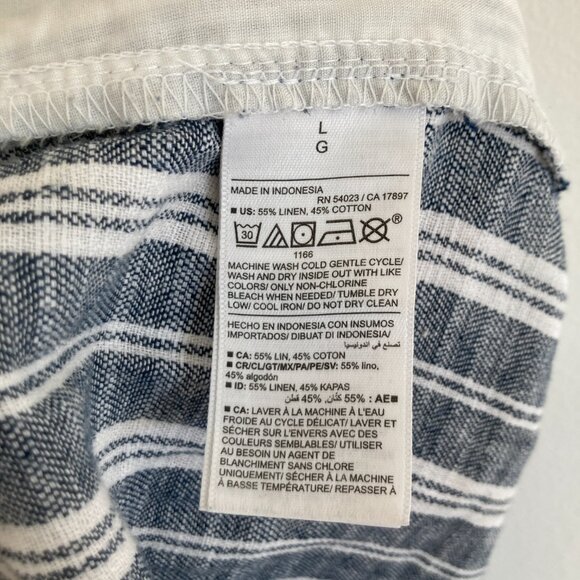 L
G
MADE IN INDONESIA
RN 54023 / CA 17897
■ US: 55% LINEN, 45% COTTON
30
®
1166
MACHINE WASH COLD GENTLE CYCLE/
WASH AND DRY INSIDE OUT WITH LIKE
COLORS/ ONLY NON-CHLORINE
BLEACH WHEN NEEDED/ TUMBLE DRY
LOW/ COOL IRON/ DO NOT DRY CLEAN
HECHO EN INDONESIA CON INSUMOS
IMPORTADOS/ DIBUAT DI INDONESIA/
تصنع في اندونيسيا
■ CA: 55% LIN, 45% COTON
■ CR/CL/GT/MX/PA/PE/SV: 55% lino,
45% algodón
■ ID: 55% LINEN, 45% KAPAS
■ AE: 55% كتّان, 45% قطن
■ CA: LAVER À LA MACHINE À L'EAU
FROIDE AU CYCLE DÉLICAT/ LAVER ET
SÉCHER SUR L'ENVERS AVEC DES
COULEURS SEMBLABLES/ UTILISER
AU BESOIN UN AGENT DE
BLANCHIMENT SANS CHLORE
UNIQUEMENT/ SÉCHER À LA MACHINE
À BASSE TEMPÉRATURE/ REPASSER À